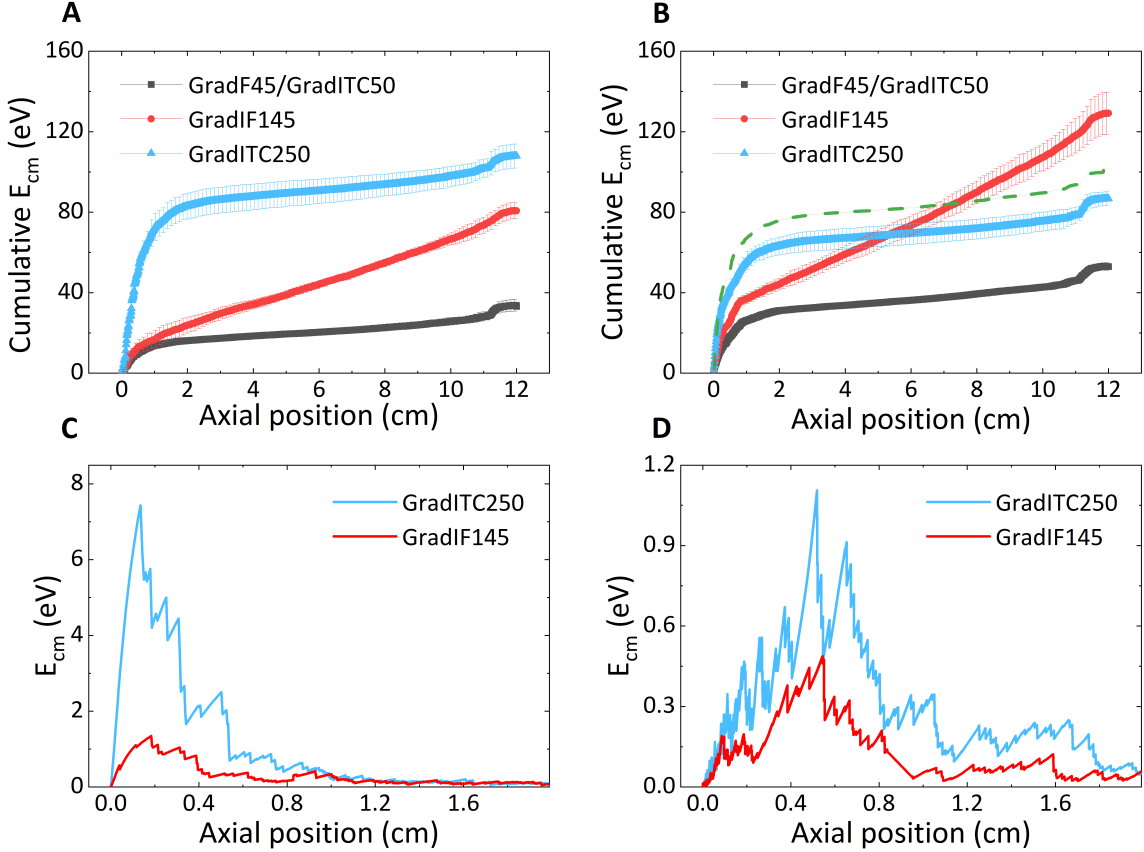 A
Cumulative E_cm (eV)
160
120
80
40
0
GradF45/GradITC50
GradIF145
GradITC250
0 2 4 6 8 10 12
Axial position (cm)
B
Cumulative E_cm (eV)
160
120
80
40
0
GradF45/GradITC50
GradIF145
GradITC250
0 2 4 6 8 10 12
Axial position (cm)
C
E_cm (eV)
8
6
4
2
0
GradITC250
GradIF145
0.0 0.4 0.8 1.2 1.6
Axial position (cm)
D
E_cm (eV)
1.2
0.9
0.6
0.3
0.0
GradITC250
GradIF145
0.0 0.4 0.8 1.2 1.6
Axial position (cm)